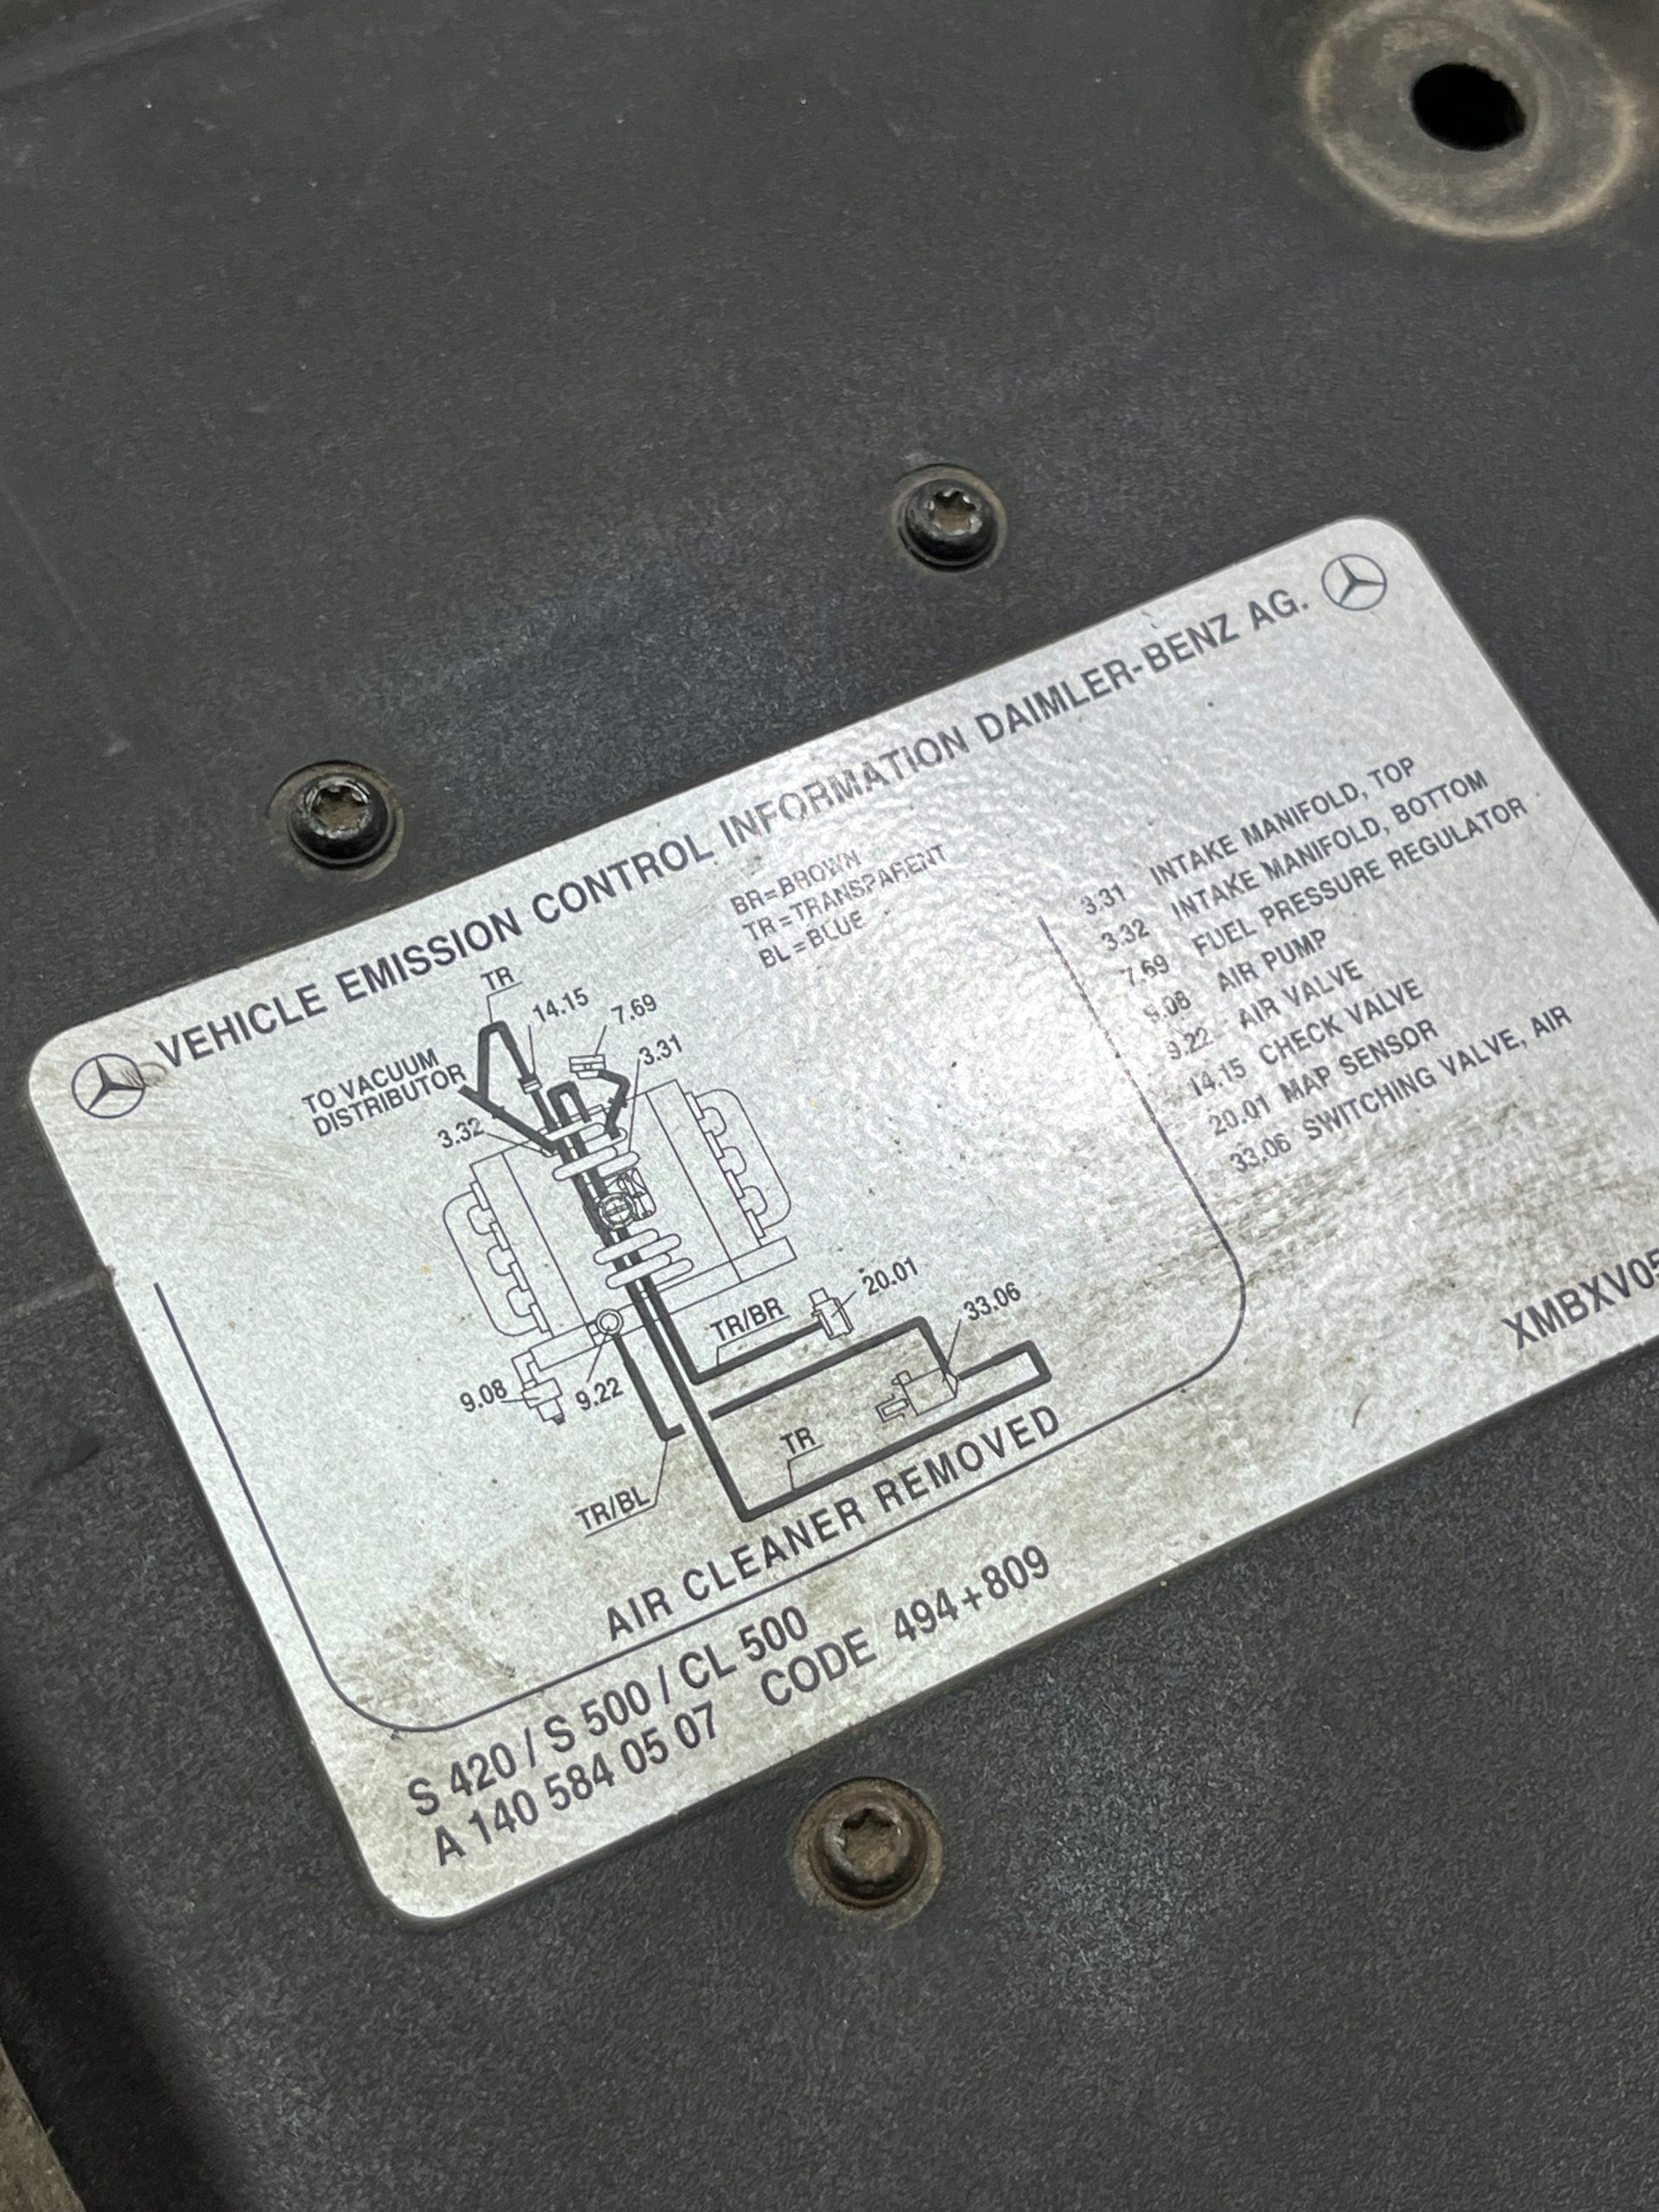 VEHICLE EMISSION CONTROL INFORMATION DAIMLER-BENZ AG.
BR=BROWN
TR=TRANSPARENT
BL=BLUE
TR
14.15
7.69
3.31
TO VACUUM
DISTRIBUTOR
3.32
TR/BR
20.01
33.06
9.08
9.22
TR
TR/BL
AIR CLEANER REMOVED
3.31 INTAKE MANIFOLD, TOP
3.32 INTAKE MANIFOLD, BOTTOM
7.69 FUEL PRESSURE REGULATOR
9.08 AIR PUMP
9.22 AIR VALVE
14.15 CHECK VALVE
20.01 MAP SENSOR
33.06 SWITCHING VALVE, AIR
S 420 / S 500 / CL 500
A 140 584 05 07 CODE 494+809